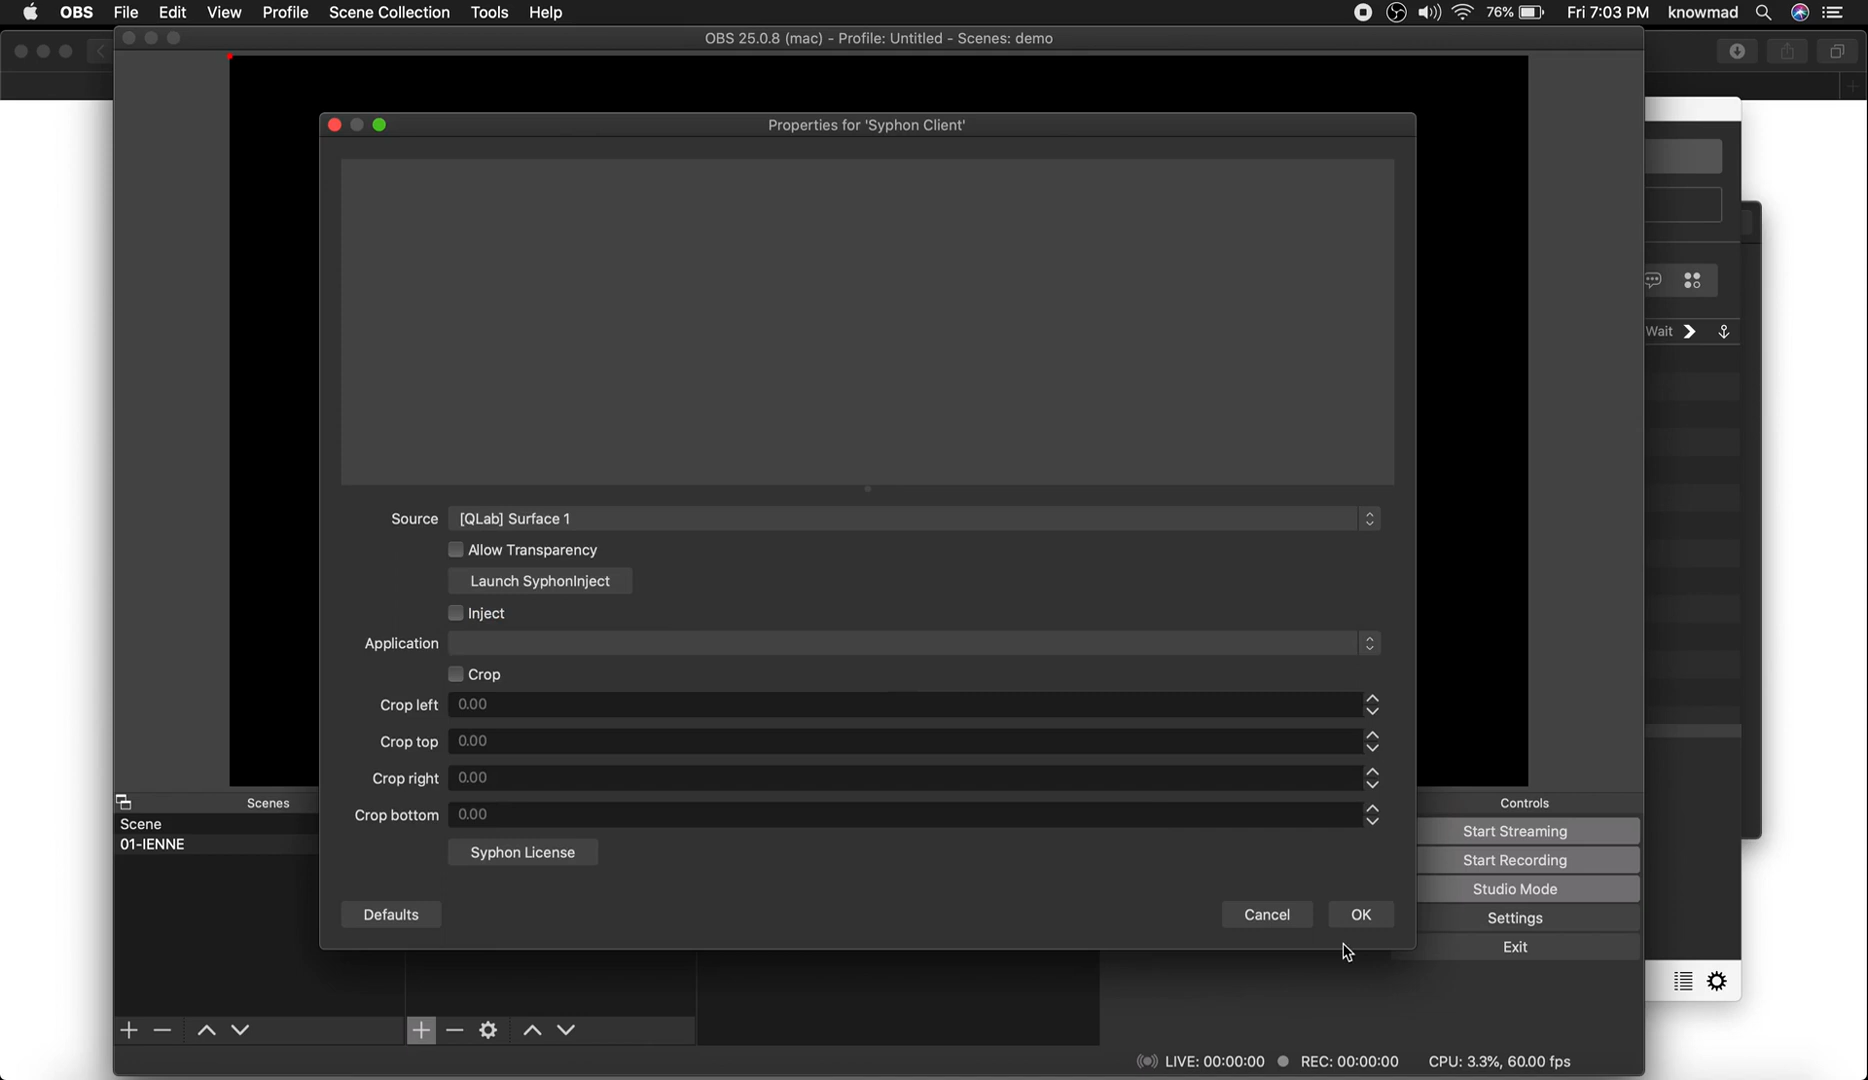 OBS File Edit View Profile Scene Collection Tools Help 76% Fri 7:03 PM knowmad
OBS 25.0.8 (mac) - Profile: Untitled - Scenes: demo
Properties for 'Syphon Client'
Wait
Source [QLab] Surface 1
Allow Transparency
Launch SyphonInject
Inject
Application
Crop
Crop left 0.00
Crop top 0.00
Crop right 0.00
Crop bottom 0.00
Syphon License
Defaults Cancel OK
Scenes
Scene
01-IENNE
Controls
Start Streaming
Start Recording
Studio Mode
Settings
Exit
LIVE: 00:00:00 REC: 00:00:00 CPU: 3.3%, 60.00 fps